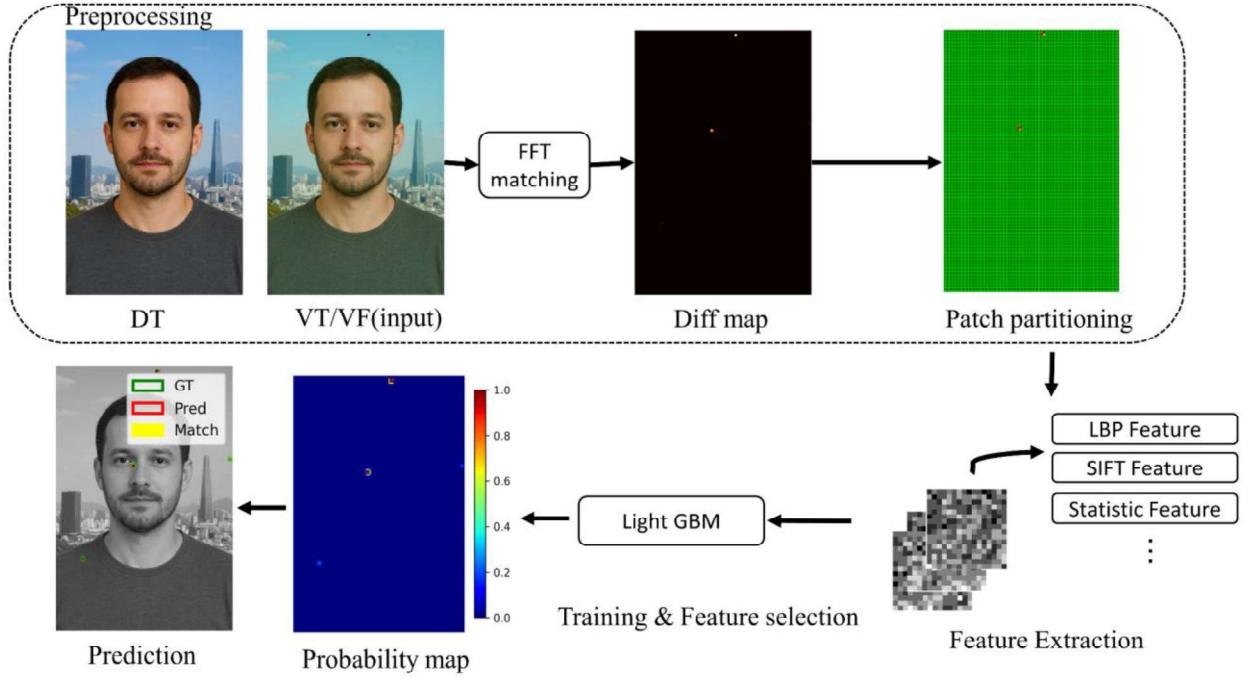 Preprocessing
FFT
matching
DT
VT/VF(input)
Diff map
Patch partitioning
GT
Pred
Match
1.0
0.8
0.6
0.4
0.2
0.0
LBP Feature
SIFT Feature
Statistic Feature
⋮
Light GBM
Training & Feature selection
Feature Extraction
Prediction
Probability map